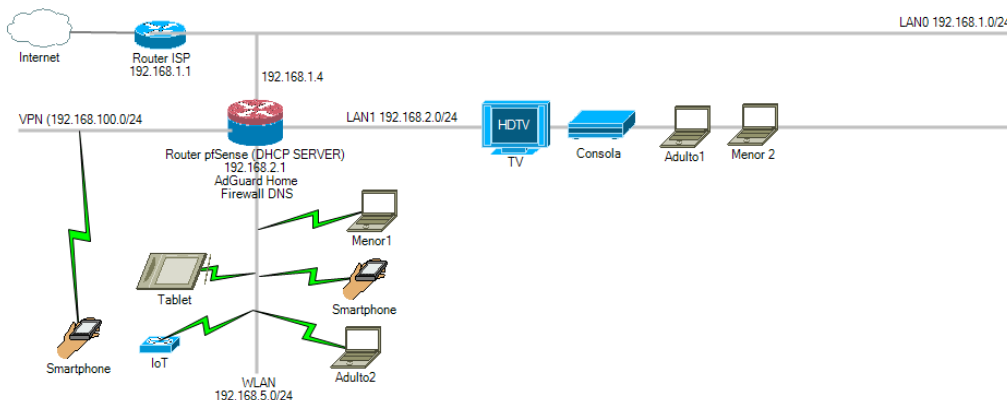 LAN0 192.168.1.0/24
Internet
Router ISP
192.168.1.1
192.168.1.4
VPN (192.168.100.0/24
LAN1 192.168.2.0/24
HDTV
TV
Consola
Adulto1
Menor 2
Router pfSense (DHCP SERVER)
192.168.2.1
AdGuard Home
Firewall DNS
Menor1
Tablet
Smartphone
Smartphone
IoT
Adulto2
WLAN
192.168.5.0/24